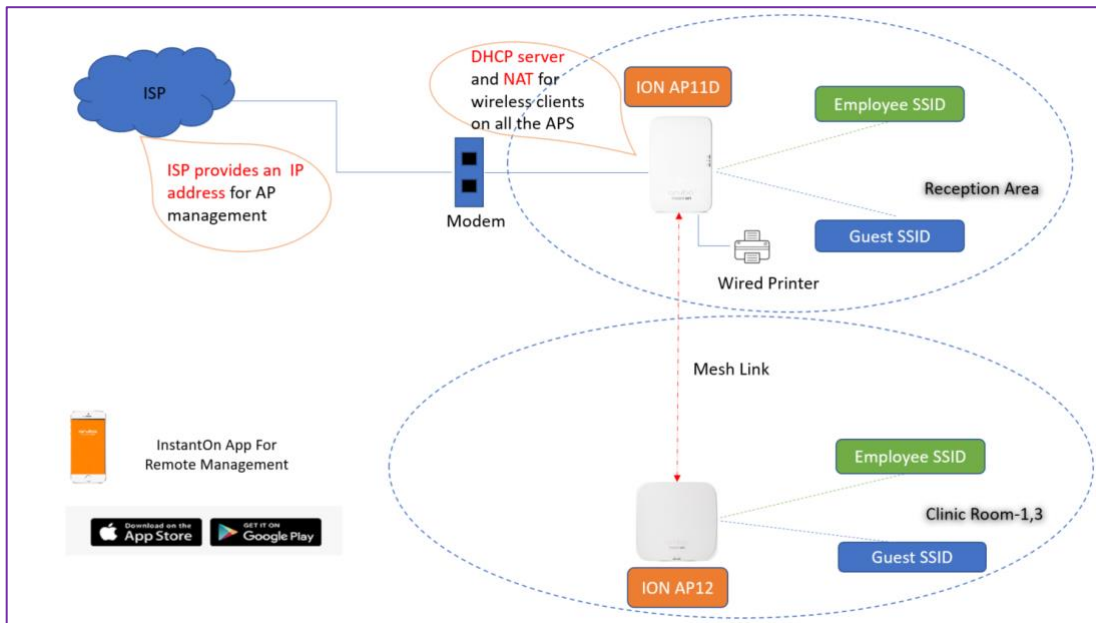 ISP
ISP provides an IP
address for AP
management
DHCP server
and NAT for
wireless clients
on all the APS
Modem
ION AP11D
Employee SSID
Reception Area
Guest SSID
Wired Printer
Mesh Link
InstantOn App For
Remote Management
Download on the
App Store
GET IT ON
Google Play
Employee SSID
Clinic Room-1,3
Guest SSID
ION AP12